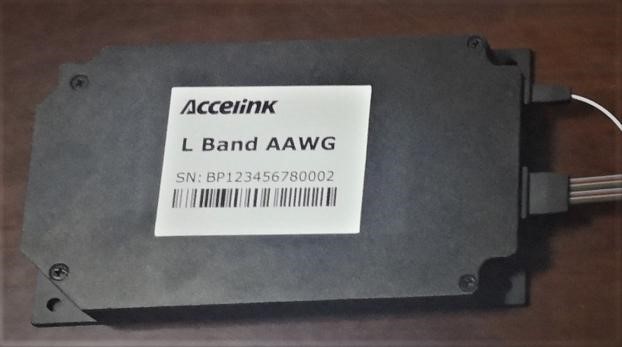 Accelink
L Band AAWG
SN: BP123456780002